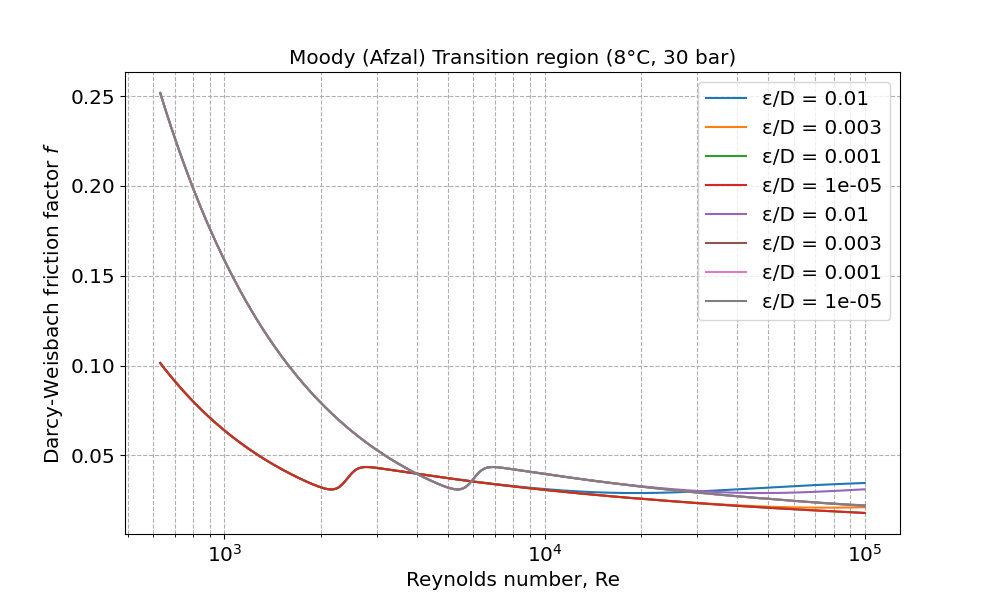 Moody (Afzal) Transition region (8°C, 30 bar)
Darcy-Weisbach friction factor f
0.25
0.20
0.15
0.10
0.05
ε/D = 0.01
ε/D = 0.003
ε/D = 0.001
ε/D = 1e-05
ε/D = 0.01
ε/D = 0.003
ε/D = 0.001
ε/D = 1e-05
10³ 10⁴ 10⁵
Reynolds number, Re